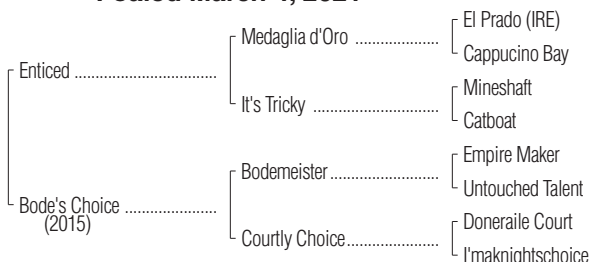 Foaled March 2021
El Prado (IRE)
Medaglia d'Oro
Cappucino Bay
Enticed
Mineshaft
It's Tricky
Catboat
Empire Maker
Bodemeister
Untouched Talent
Bode's Choice
(2015)
Doneraile Court
Courtly Choice
I'maknightschoice